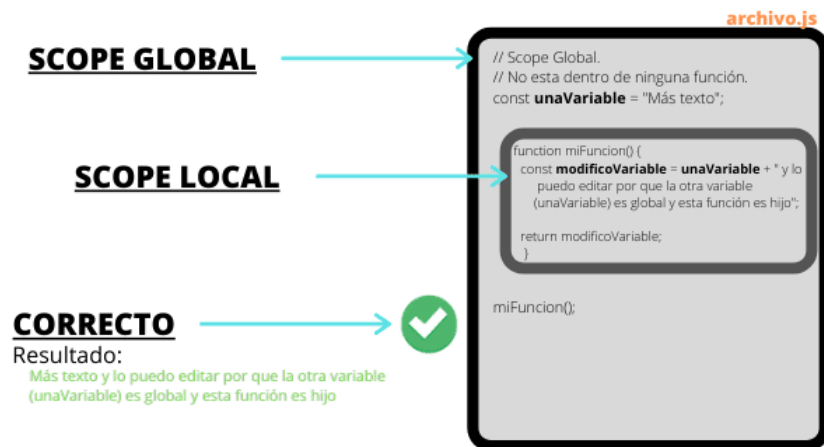 archivo.js
SCOPE GLOBAL
// Scope Global.
// No esta dentro de ninguna función.
const unaVariable = "Más texto";
SCOPE LOCAL
function miFuncion() {
const modificoVariable = unaVariable + " y lo
puedo editar por que la otra variable
(unaVariable) es global y esta función es hijo";
return modificoVariable;
}
miFuncion();
CORRECTO
Resultado:
Más texto y lo puedo editar por que la otra variable
(unaVariable) es global y esta función es hijo